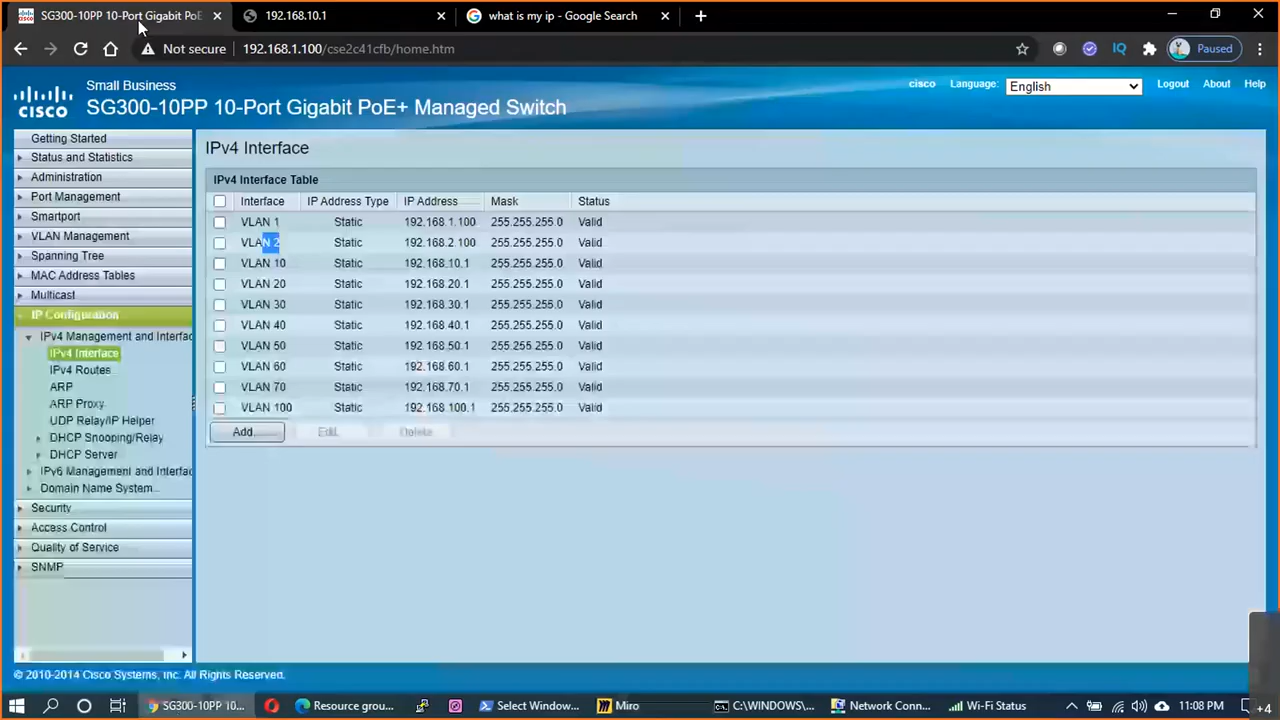 SG300-10PP 10-Port Gigabit PoE
192.168.10.1
what is my ip - Google Search
Not secure
192.168.1.100/cse2c41cfb/home.htm
IQ
Paused
Small Business
cisco
Language:
English
Logout
About
Help
CISCO
SG300-10PP 10-Port Gigabit PoE+ Managed Switch
Getting Started
Status and Statistics
Administration
Port Management
Smartport
VLAN Management
Spanning Tree
MAC Address Tables
Multicast
IP Configuration
IPv4 Management and Interfac
IPv4 Interface
IPv4 Routes
ARP
ARP Proxy
UDP Relay/IP Helper
DHCP Snooping/Relay
DHCP Server
IPv6 Management and Interfac
Domain Name System
Security
Access Control
Quality of Service
SNMP
IPv4 Interface
IPv4 Interface Table
Interface IP Address Type IP Address Mask Status
VLAN 1 Static 192.168.1.100 255.255.255.0 Valid
VLAN 2 Static 192.168.2.100 255.255.255.0 Valid
VLAN 10 Static 192.168.10.1 255.255.255.0 Valid
VLAN 20 Static 192.168.20.1 255.255.255.0 Valid
VLAN 30 Static 192.168.30.1 255.255.255.0 Valid
VLAN 40 Static 192.168.40.1 255.255.255.0 Valid
VLAN 50 Static 192.168.50.1 255.255.255.0 Valid
VLAN 60 Static 192.168.60.1 255.255.255.0 Valid
VLAN 70 Static 192.168.70.1 255.255.255.0 Valid
VLAN 100 Static 192.168.100.1 255.255.255.0 Valid
Add... Edit... Delete
© 2010-2014 Cisco Systems, Inc. All Rights Reserved.
SG300-10PP 10...
Resource grou...
Select Window...
Miro
C:\WINDOWS\...
Network Conn...
Wi-Fi Status
11:08 PM
+4